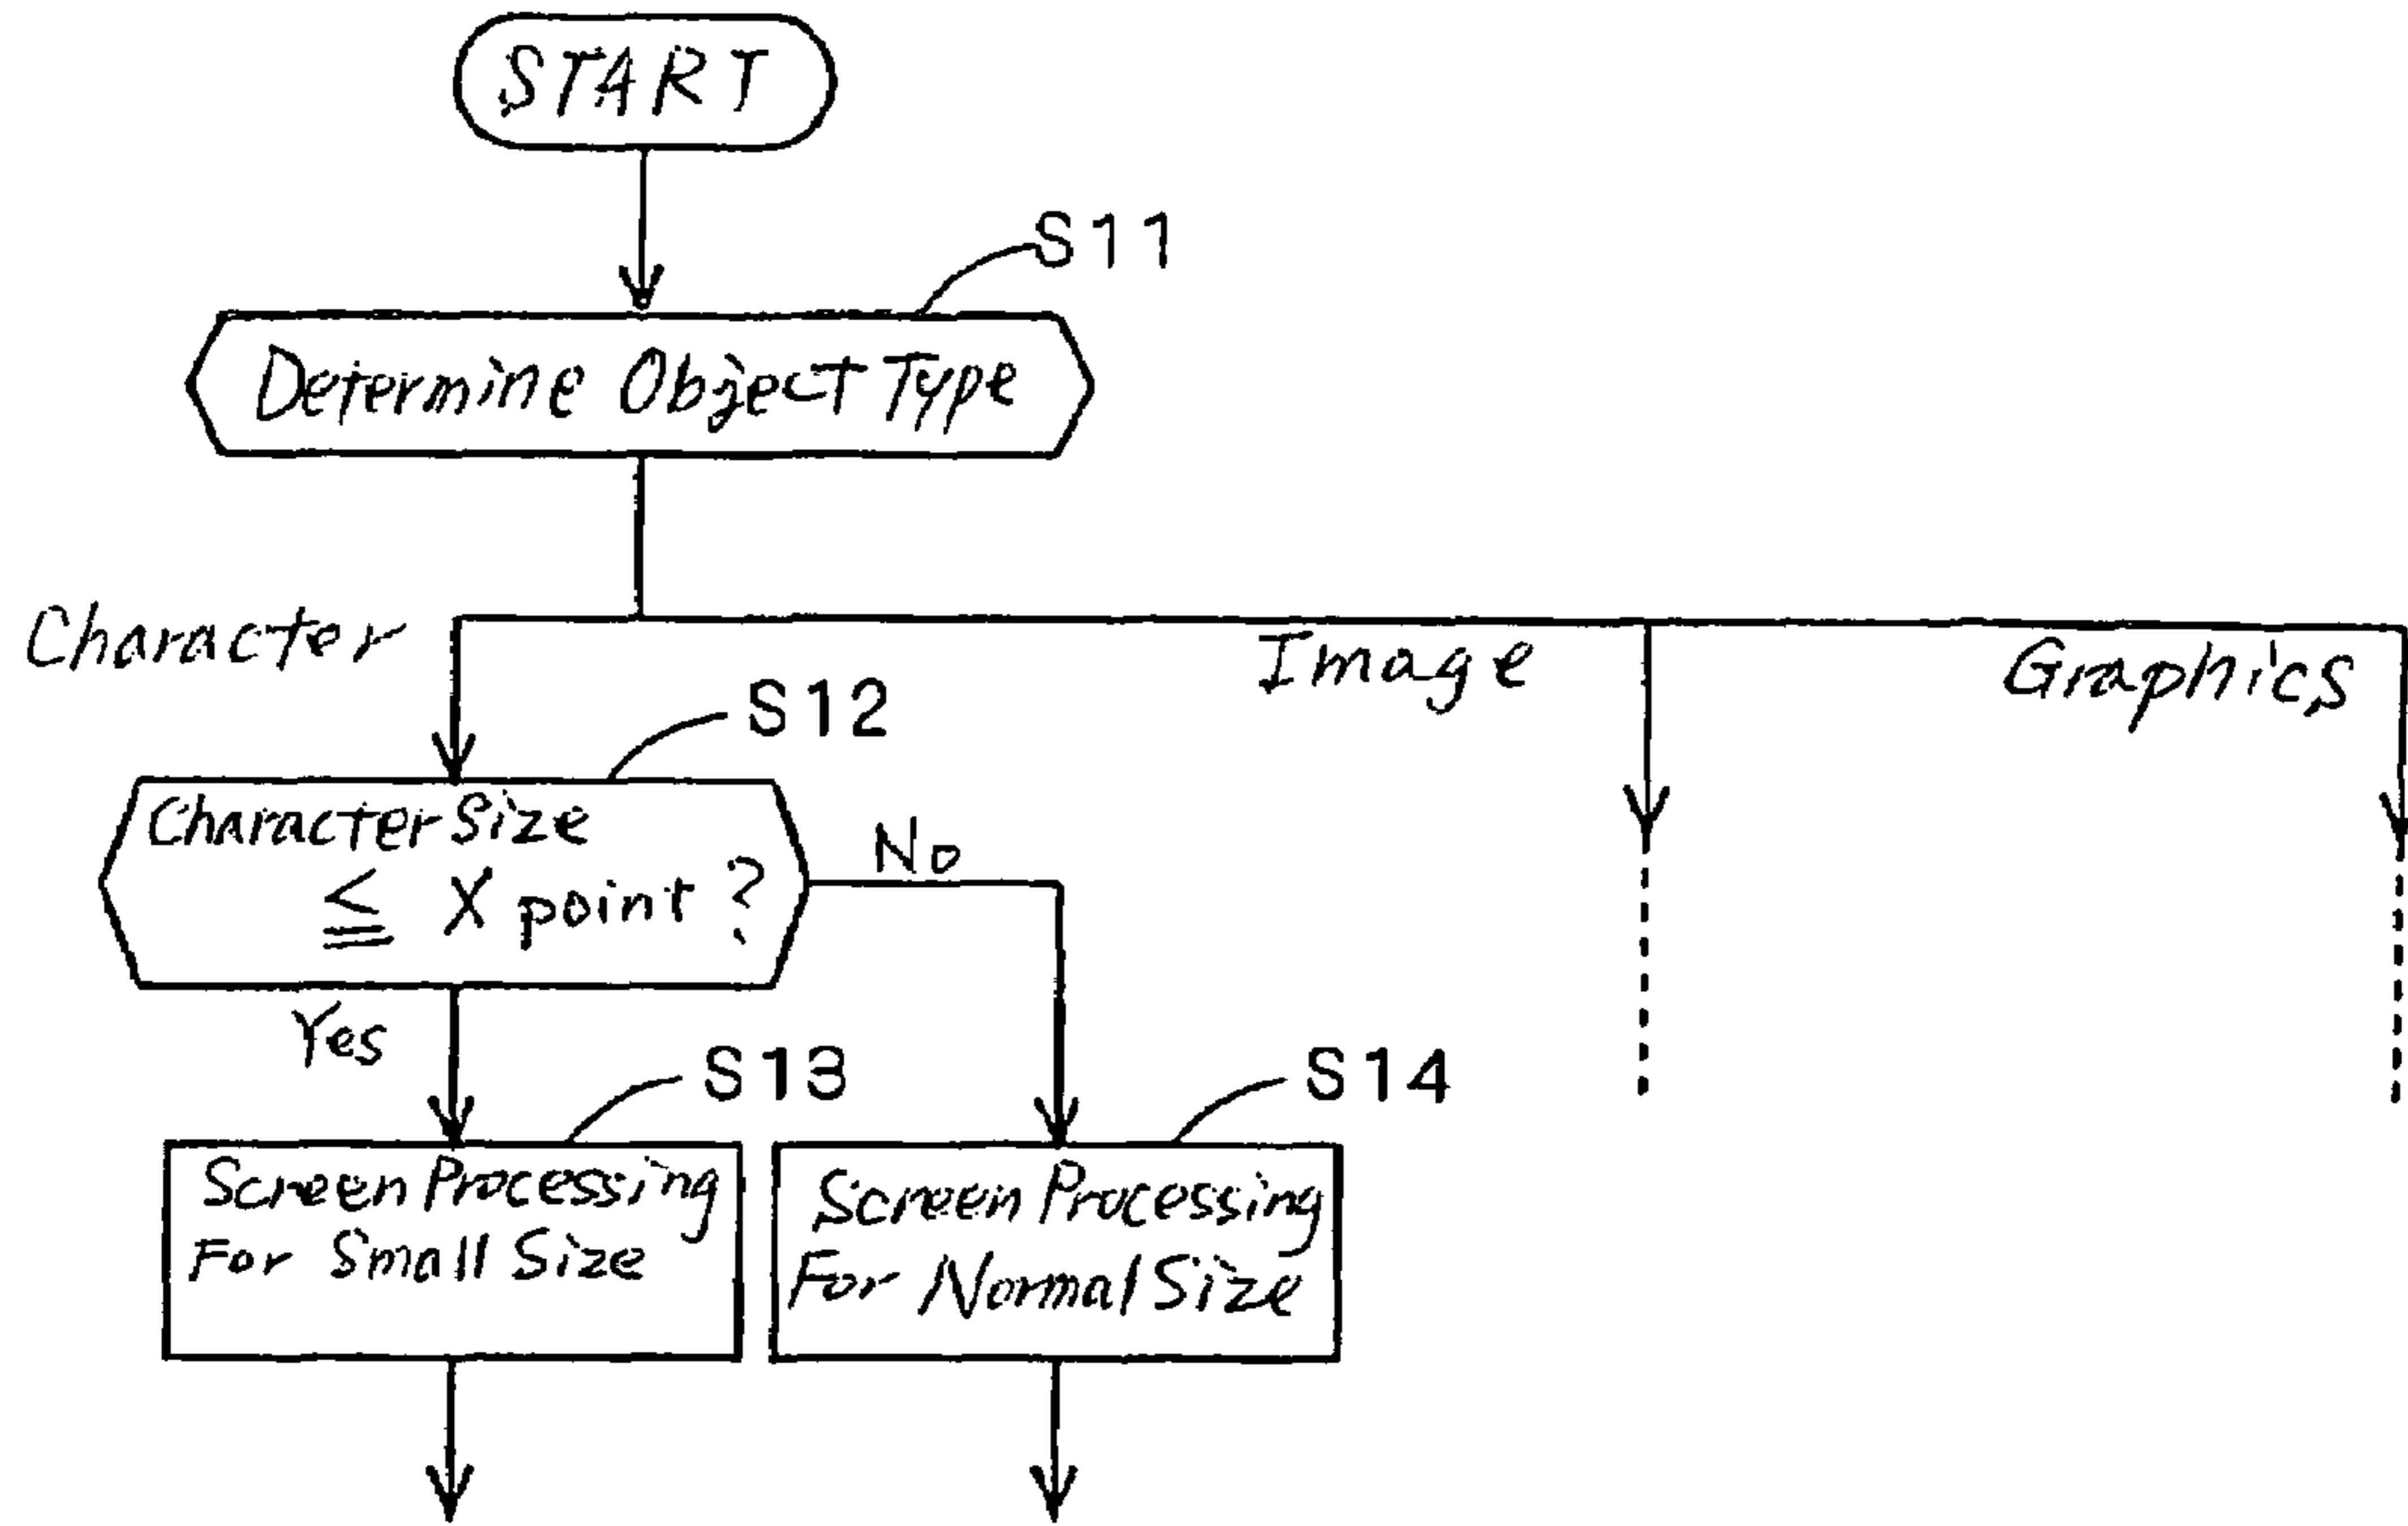 START
S11
Determine Object Type
Character
Image
Graphics
S12
Character Size
≦ X point ?
No
Yes
S13
S14
Screen Processing
For Small Size
Screen Processing
For Normal Size